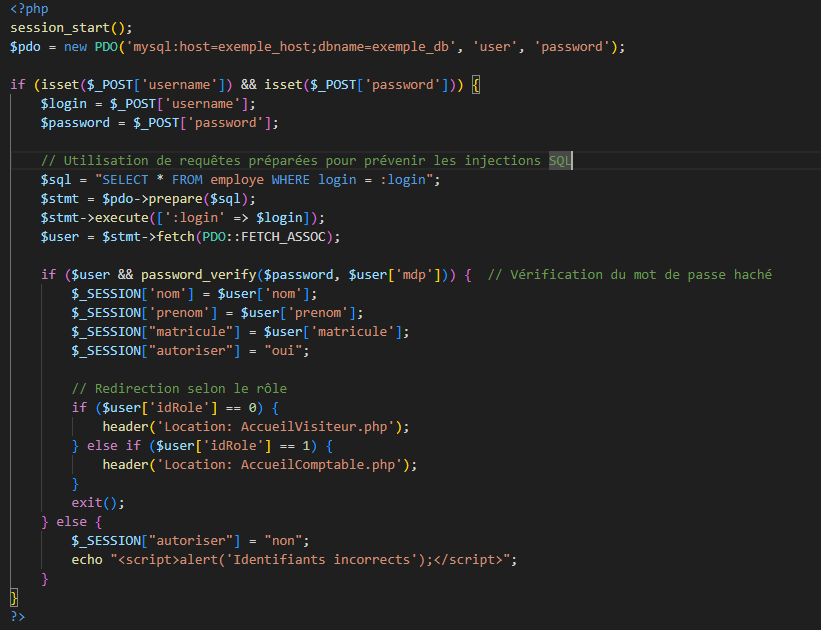 <?php
session_start();
$pdo = new PDO('mysql:host=exemple_host;dbname=exemple_db', 'user', 'password');

if (isset($_POST['username']) && isset($_POST['password'])) {
    $login = $_POST['username'];
    $password = $_POST['password'];

    // Utilisation de requêtes préparées pour prévenir les injections SQL
    $sql = "SELECT * FROM employe WHERE login = :login";
    $stmt = $pdo->prepare($sql);
    $stmt->execute([':login' => $login]);
    $user = $stmt->fetch(PDO::FETCH_ASSOC);

    if ($user && password_verify($password, $user['mdp'])) {  // Vérification du mot de passe haché
        $_SESSION['nom'] = $user['nom'];
        $_SESSION['prenom'] = $user['prenom'];
        $_SESSION["matricule"] = $user['matricule'];
        $_SESSION["autoriser"] = "oui";

        // Redirection selon le rôle
        if ($user['idRole'] == 0) {
            header('Location: AccueilVisiteur.php');
        } else if ($user['idRole'] == 1) {
            header('Location: AccueilComptable.php');
        }
        exit();
    } else {
        $_SESSION["autoriser"] = "non";
        echo "<script>alert('Identifiants incorrects');</script>";
    }
}
?>